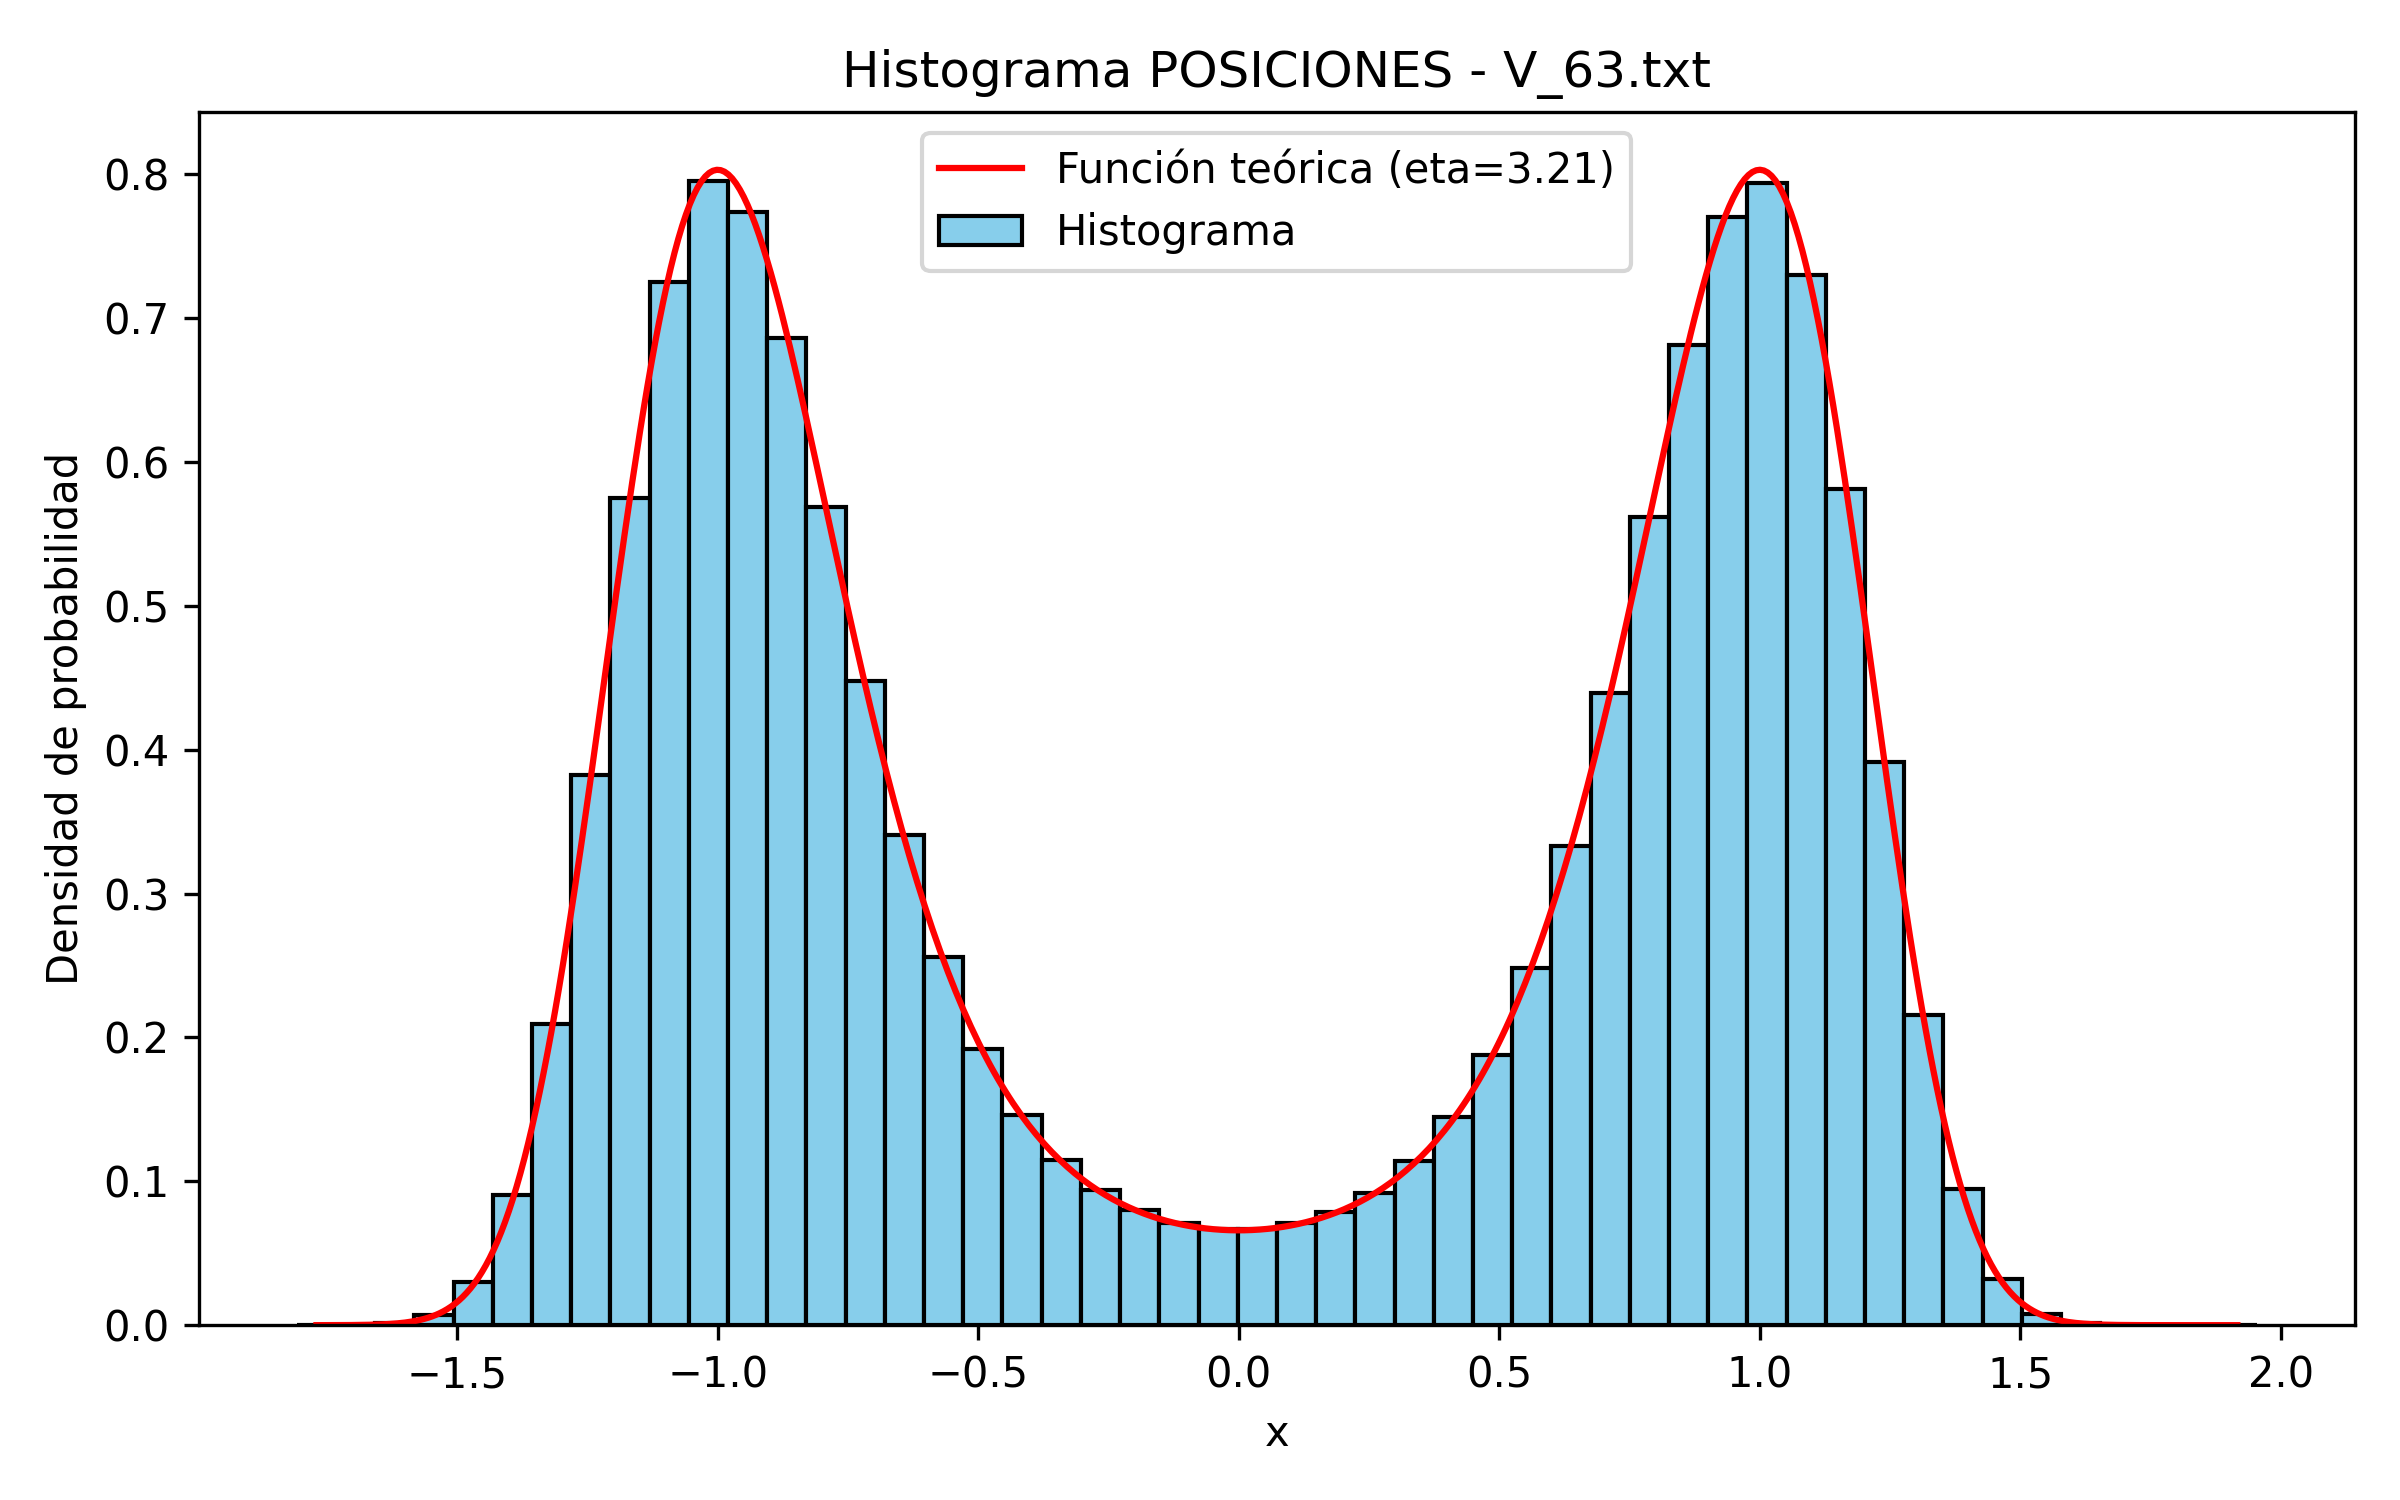 Histograma POSICIONES - V_63.txt
Función teórica (eta=3.21)
Histograma
Densidad de probabilidad
0.8
0.7
0.6
0.5
0.4
0.3
0.2
0.1
0.0
−1.5 −1.0 −0.5 0.0 0.5 1.0 1.5 2.0
x